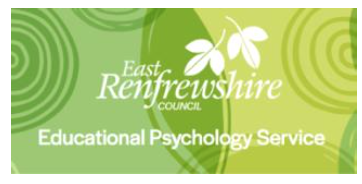 East
Renfrewshire
COUNCIL
Educational Psychology Service